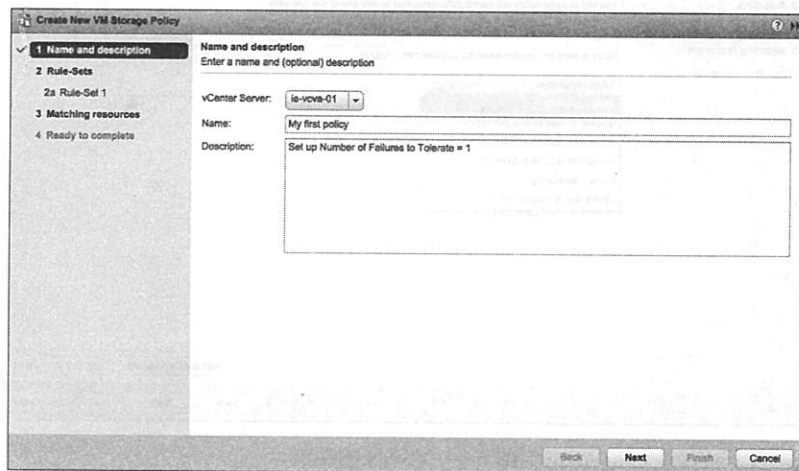 Create New VM Storage Policy
1 Name and description
2 Rule-Sets
2a Rule-Set 1
3 Matching resources
4 Ready to complete
Name and description
Enter a name and (optional) description
vCenter Server: ie-vcva-01
Name: My first policy
Description: Set up Number of Failures to Tolerate = 1
Back Next Finish Cancel